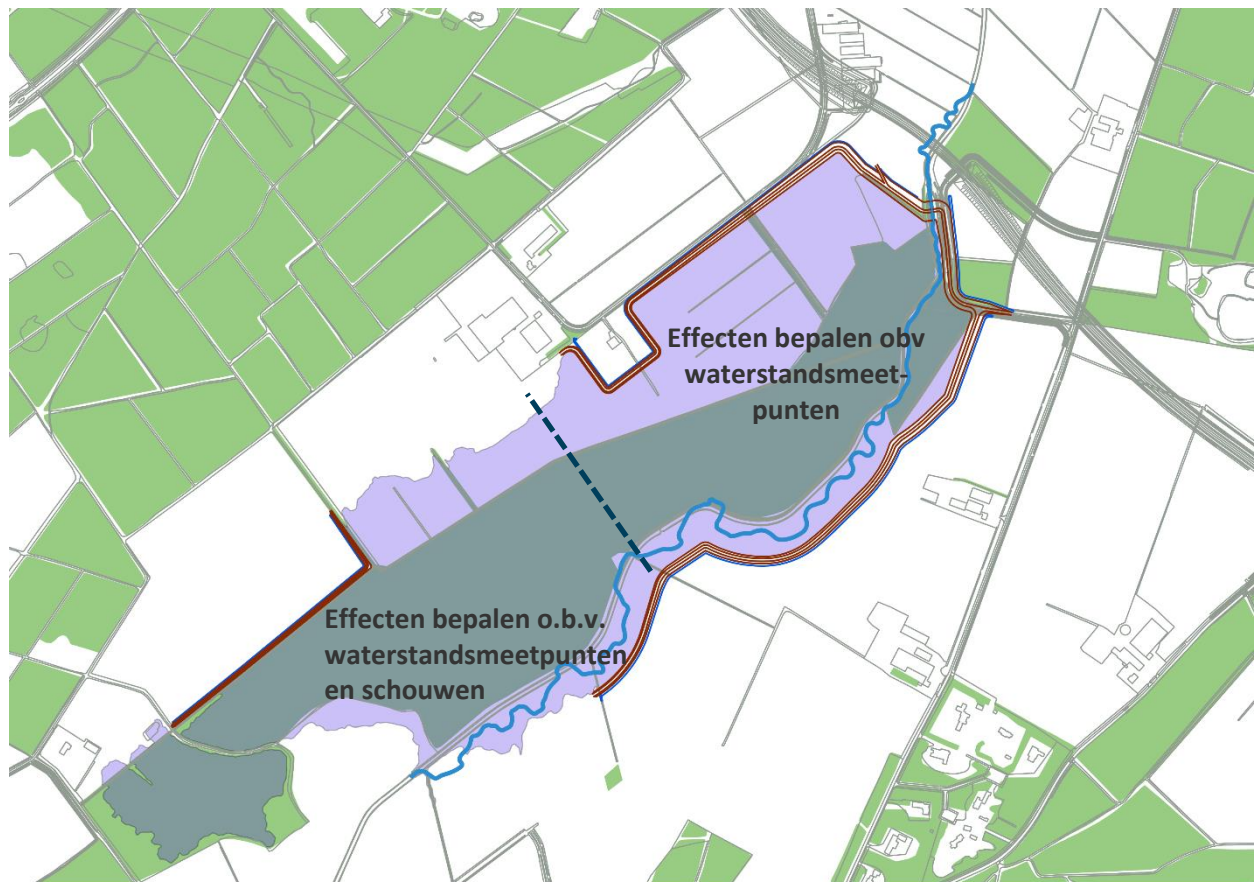 Effecten bepalen obv
waterstandsmeet-
punten
Effecten bepalen o.b.v.
waterstandsmeetpunten
en schouwen